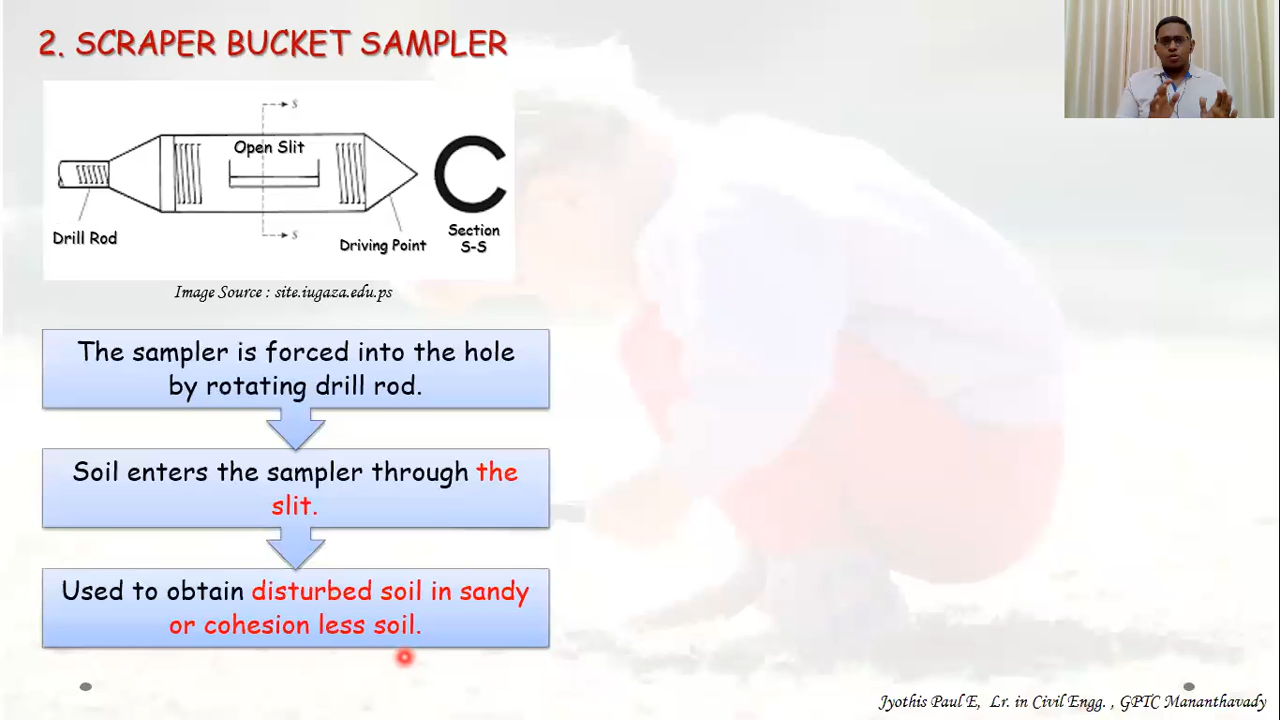 2. SCRAPER BUCKET SAMPLER
S
Open Slit
Drill Rod
S
Driving Point
Section
S-S
Image Source : site.iugaza.edu.ps
The sampler is forced into the hole
by rotating drill rod.
Soil enters the sampler through the
slit.
Used to obtain disturbed soil in sandy
or cohesion less soil.
Jyothis Paul E, Lr. in Civil Engg. , GPTC Mananthavady